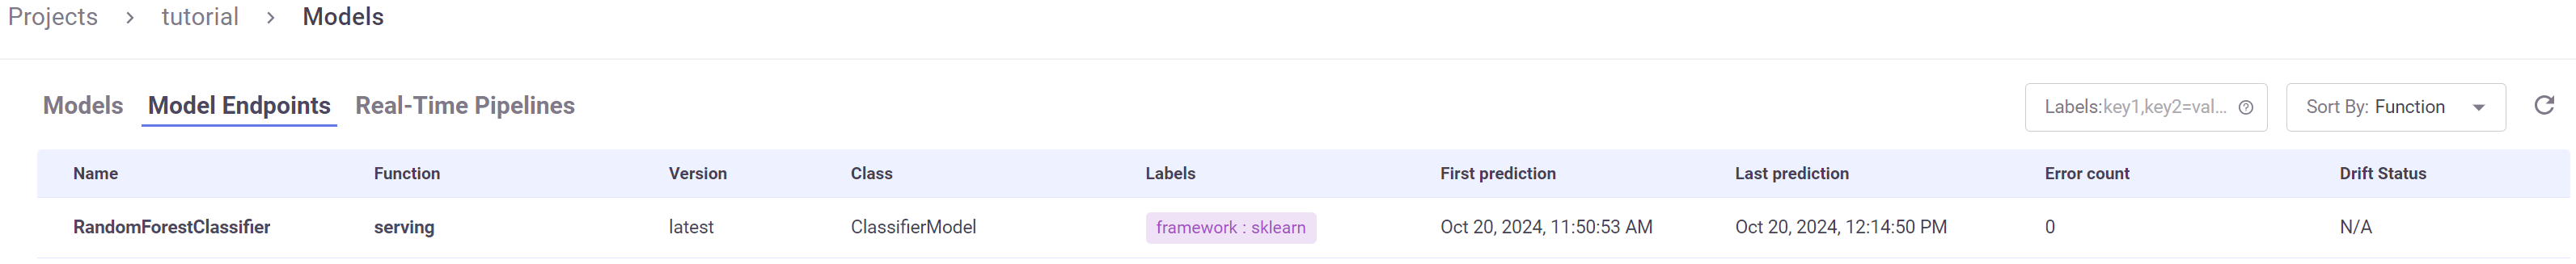 Projects > tutorial > Models
Models Model Endpoints Real-Time Pipelines Labels:key1,key2=val... Sort By: Function
Name Function Version Class Labels First prediction Last prediction Error count Drift Status
RandomForestClassifier serving latest ClassifierModel framework : sklearn Oct 20, 2024, 11:50:53 AM Oct 20, 2024, 12:14:50 PM 0 N/A